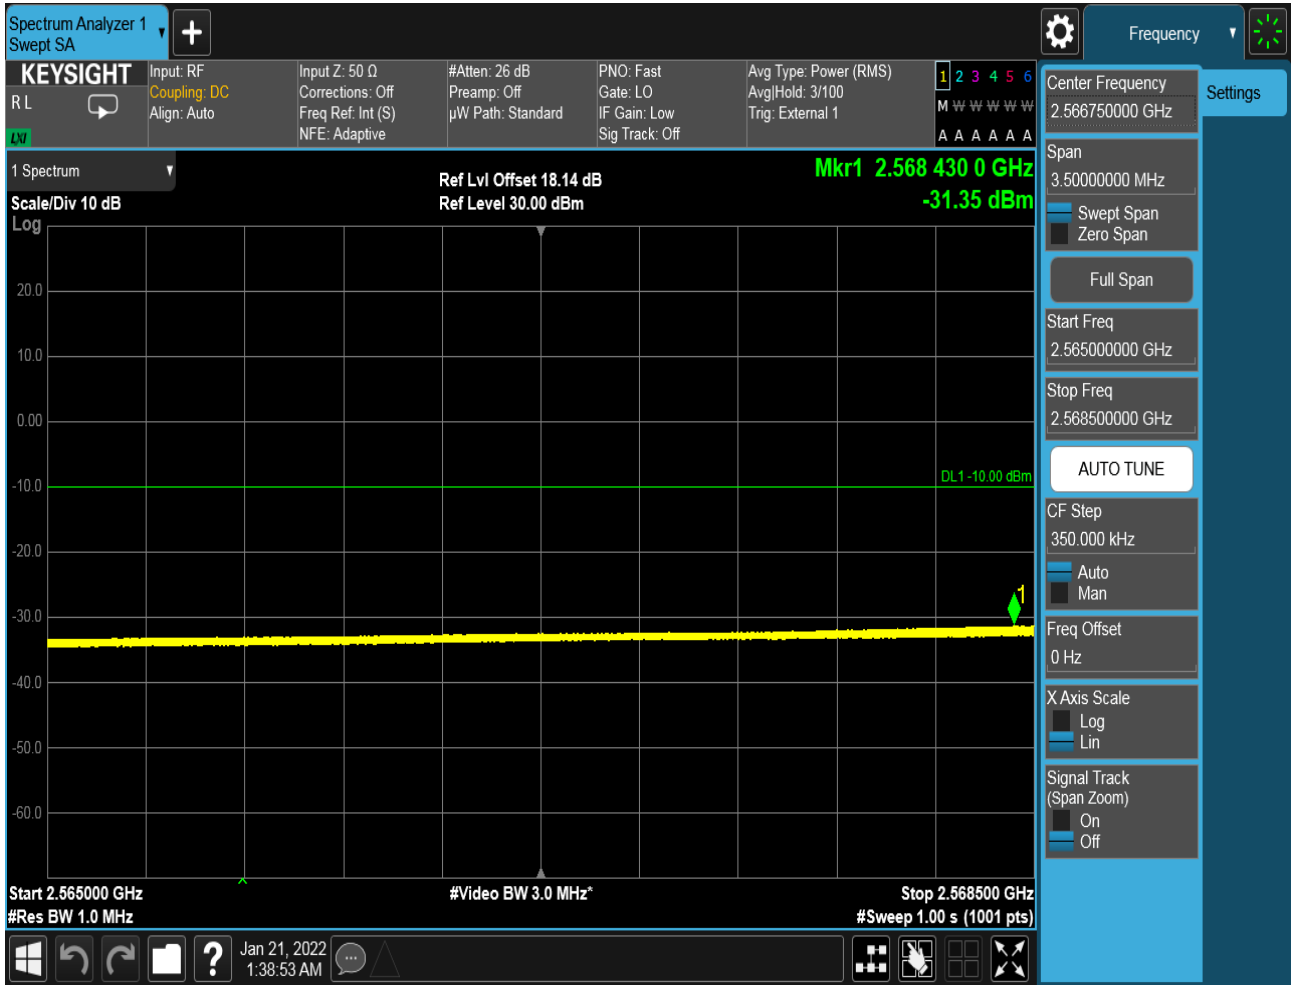 Spectrum Analyzer 1
Swept SA
Frequency
KEYSIGHT
R L
LXI
Input: RF
Coupling: DC
Align: Auto
Input Z: 50 Ω
Corrections: Off
Freq Ref: Int (S)
NFE: Adaptive
#Atten: 26 dB
Preamp: Off
µW Path: Standard
PNO: Fast
Gate: LO
IF Gain: Low
Sig Track: Off
Avg Type: Power (RMS)
Avg|Hold: 3/100
Trig: External 1
1 2 3 4 5 6
M W W W W W
A A A A A A
1 Spectrum
Scale/Div 10 dB
Log
Ref Lvl Offset 18.14 dB
Ref Level 30.00 dBm
Mkr1 2.568 430 0 GHz
-31.35 dBm
20.0
10.0
0.00
-10.0
-20.0
-30.0
-40.0
-50.0
-60.0
DL1 -10.00 dBm
1
Start 2.565000 GHz
#Res BW 1.0 MHz
#Video BW 3.0 MHz*
Stop 2.568500 GHz
#Sweep 1.00 s (1001 pts)
?
Jan 21, 2022
1:38:53 AM
Center Frequency
2.566750000 GHz
Settings
Span
3.50000000 MHz
Swept Span
Zero Span
Full Span
Start Freq
2.565000000 GHz
Stop Freq
2.568500000 GHz
AUTO TUNE
CF Step
350.000 kHz
Auto
Man
Freq Offset
0 Hz
X Axis Scale
Log
Lin
Signal Track
(Span Zoom)
On
Off